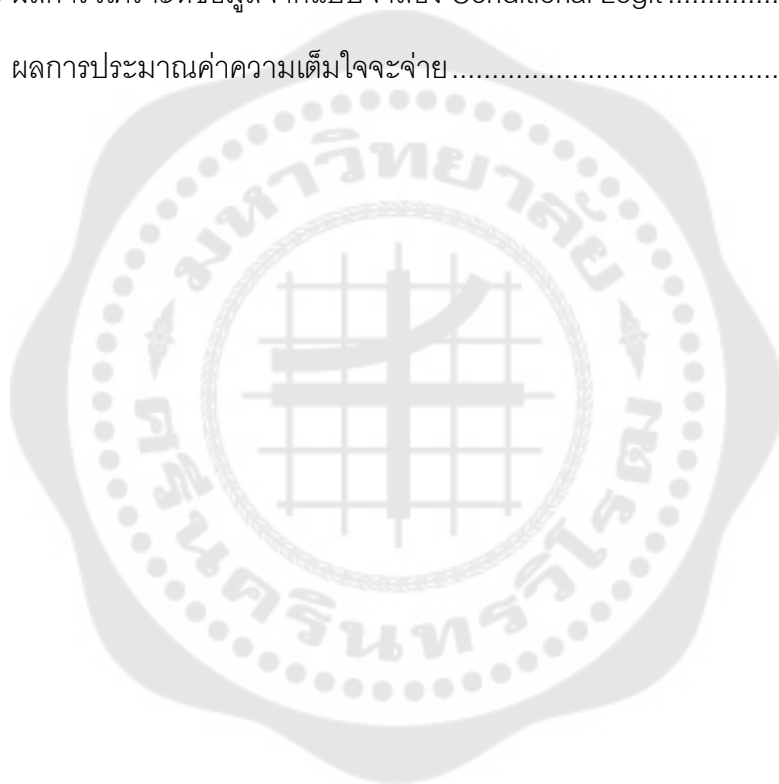 ผลการวิเคราะห์ข้อมูลจากแบบจำลอง Conditional Logit..............
ผลการประมาณค่าความเต็มใจจะจ่าย.......................................
มหาวิทยาลัย
ศรีนครินทรวิโรฒ